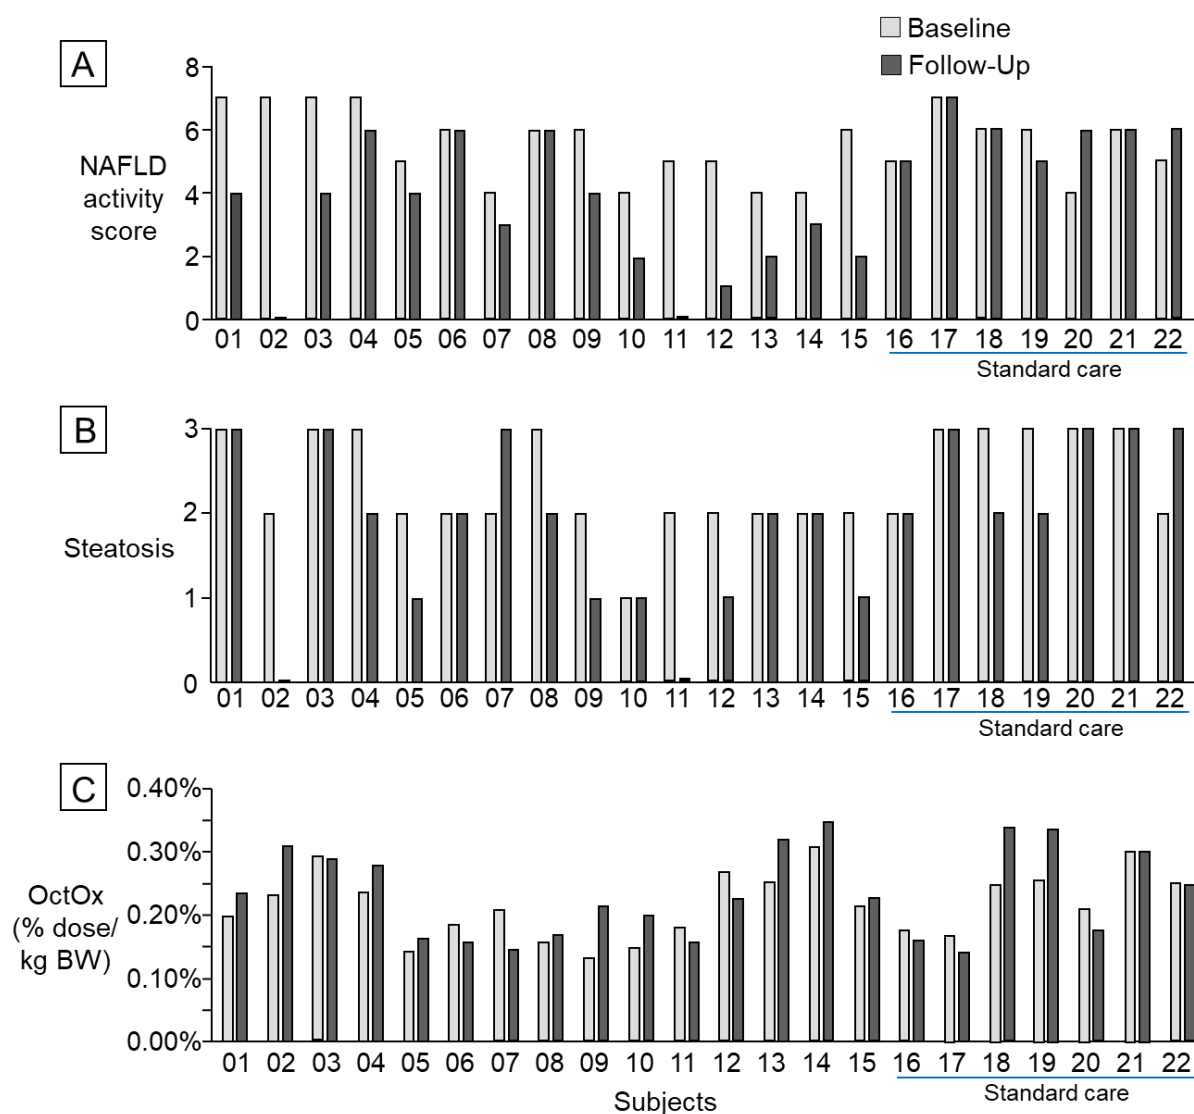 Baseline
Follow-Up
A
8
6
4
2
0
NAFLD
activity
score
01 02 03 04 05 06 07 08 09 10 11 12 13 14 15 16 17 18 19 20 21 22
Standard care
B
3
2
1
0
Steatosis
01 02 03 04 05 06 07 08 09 10 11 12 13 14 15 16 17 18 19 20 21 22
Standard care
C
0.40%
0.30%
0.20%
0.10%
0.00%
OctOx
(% dose/
kg BW)
01 02 03 04 05 06 07 08 09 10 11 12 13 14 15 16 17 18 19 20 21 22
Standard care
Subjects